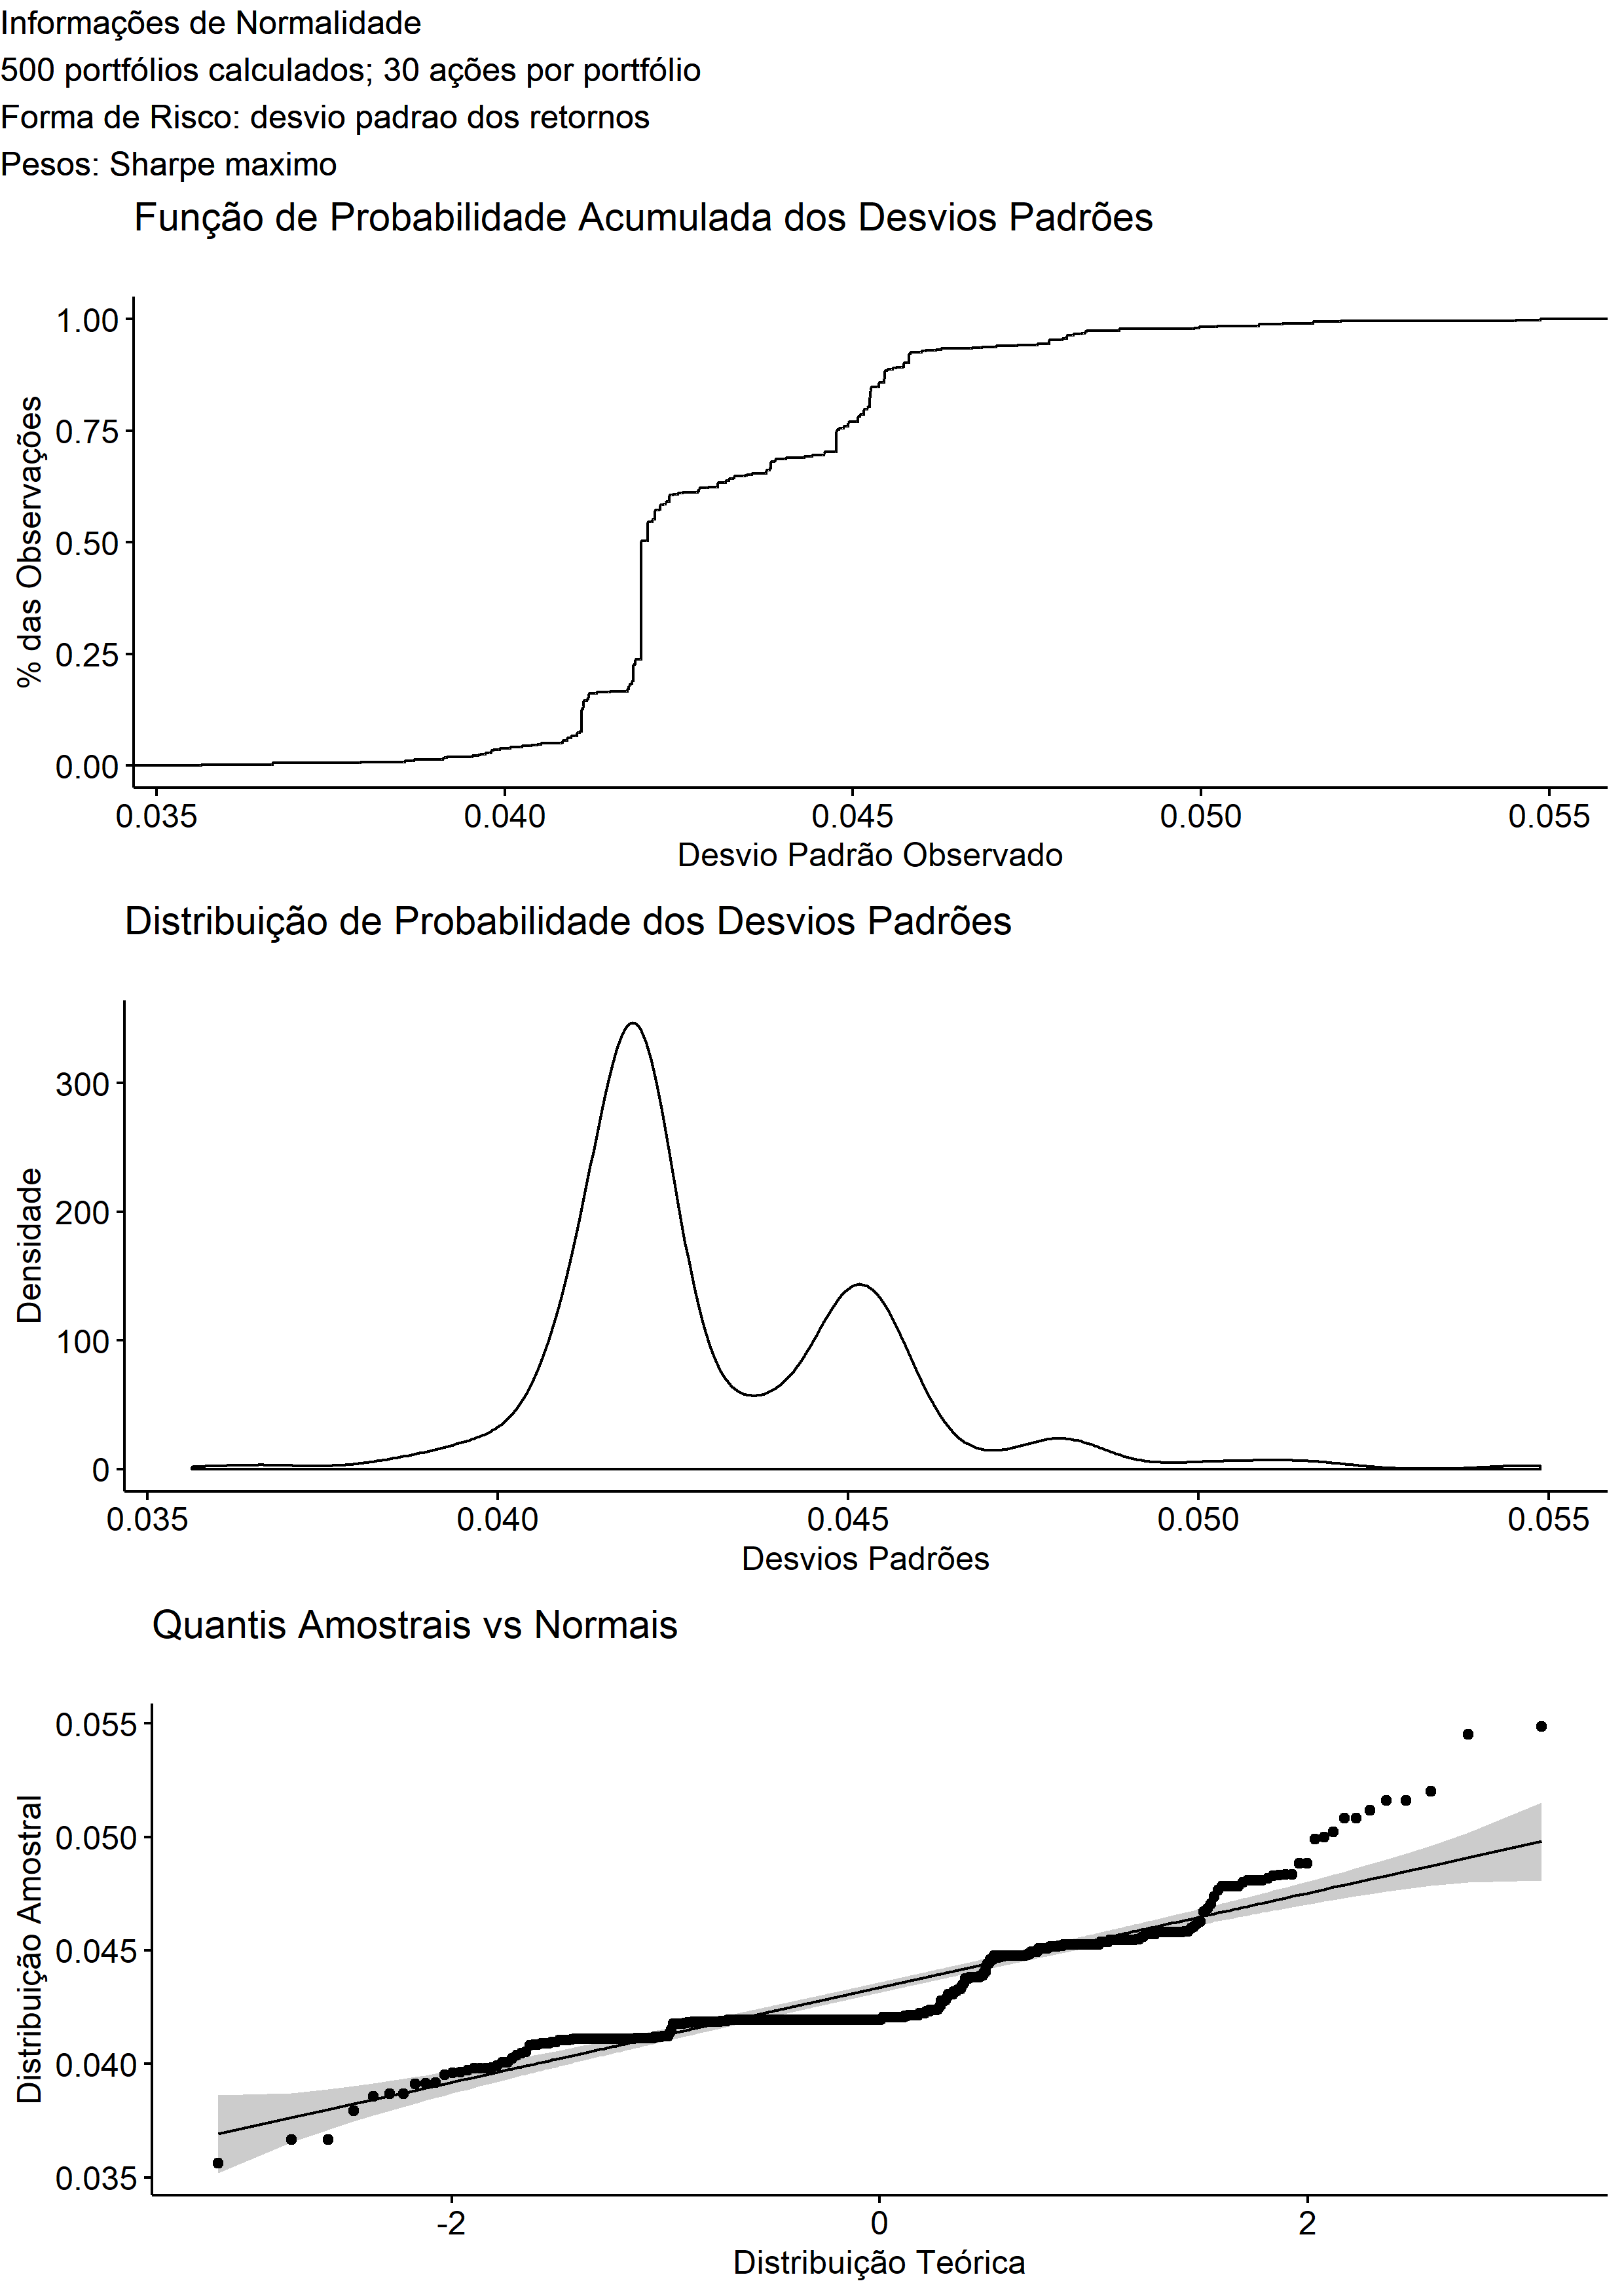 Informações de Normalidade
500 portfólios calculados; 30 ações por portfólio
Forma de Risco: desvio padrao dos retornos
Pesos: Sharpe maximo
Função de Probabilidade Acumulada dos Desvios Padrões
% das Observações
1.00
0.75
0.50
0.25
0.00
0.035 0.040 0.045 0.050 0.055
Desvio Padrão Observado
Distribuição de Probabilidade dos Desvios Padrões
Densidade
300
200
100
0
0.035 0.040 0.045 0.050 0.055
Desvios Padrões
Quantis Amostrais vs Normais
Distribuição Amostral
0.055
0.050
0.045
0.040
0.035
-2 0 2
Distribuição Teórica